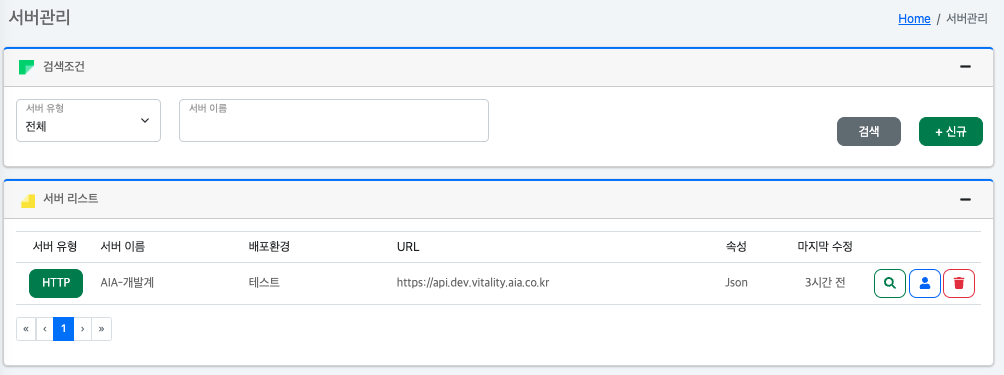 서버관리
Home / 서버관리
검색조건
서버 유형
전체
서버 이름
검색
+ 신규
서버 리스트
서버 유형 서버 이름 배포환경 URL 속성 마지막 수정
HTTP AIA-개발계 테스트 https://api.dev.vitality.aia.co.kr Json 3시간 전
« ‹ 1 › »